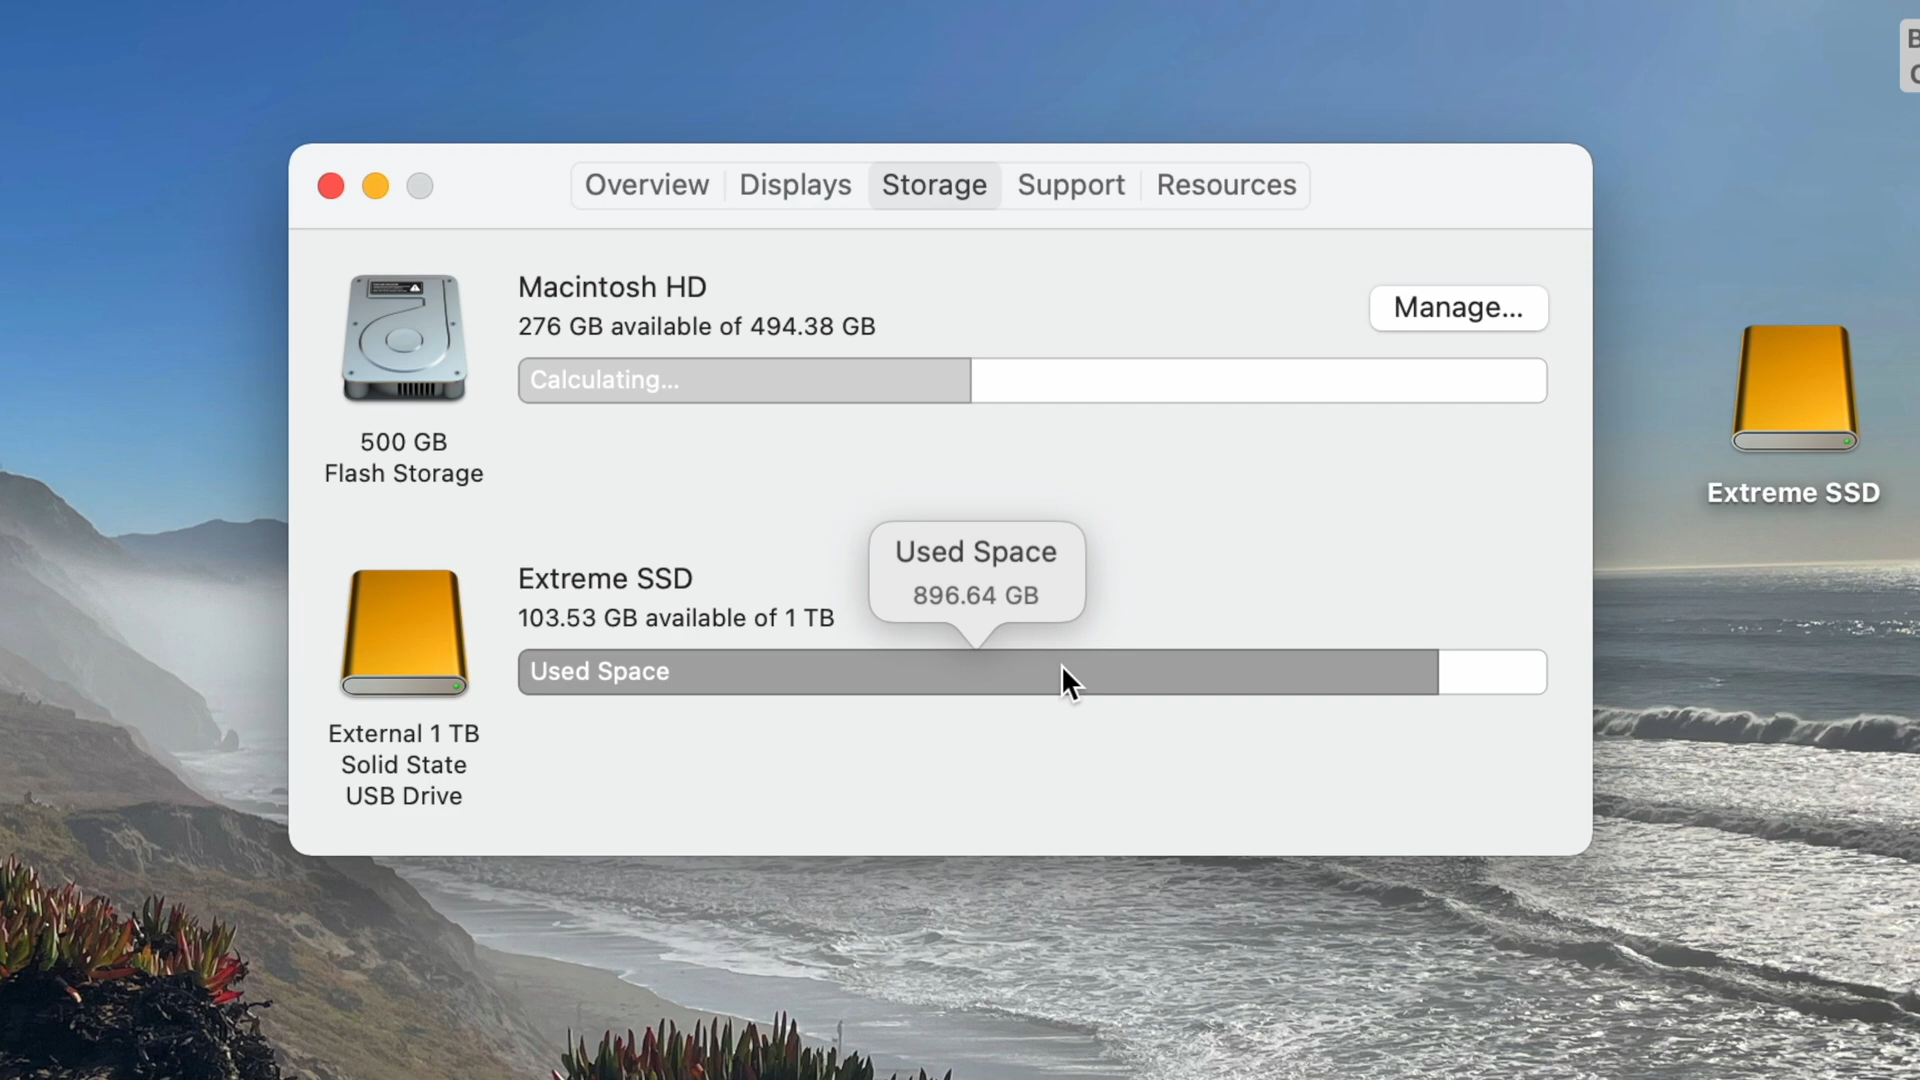 Overview Displays Storage Support Resources
Macintosh HD
276 GB available of 494.38 GB
Manage...
Calculating...
500 GB
Flash Storage
Extreme SSD
Used Space
896.64 GB
Extreme SSD
103.53 GB available of 1 TB
Used Space
External 1 TB
Solid State
USB Drive